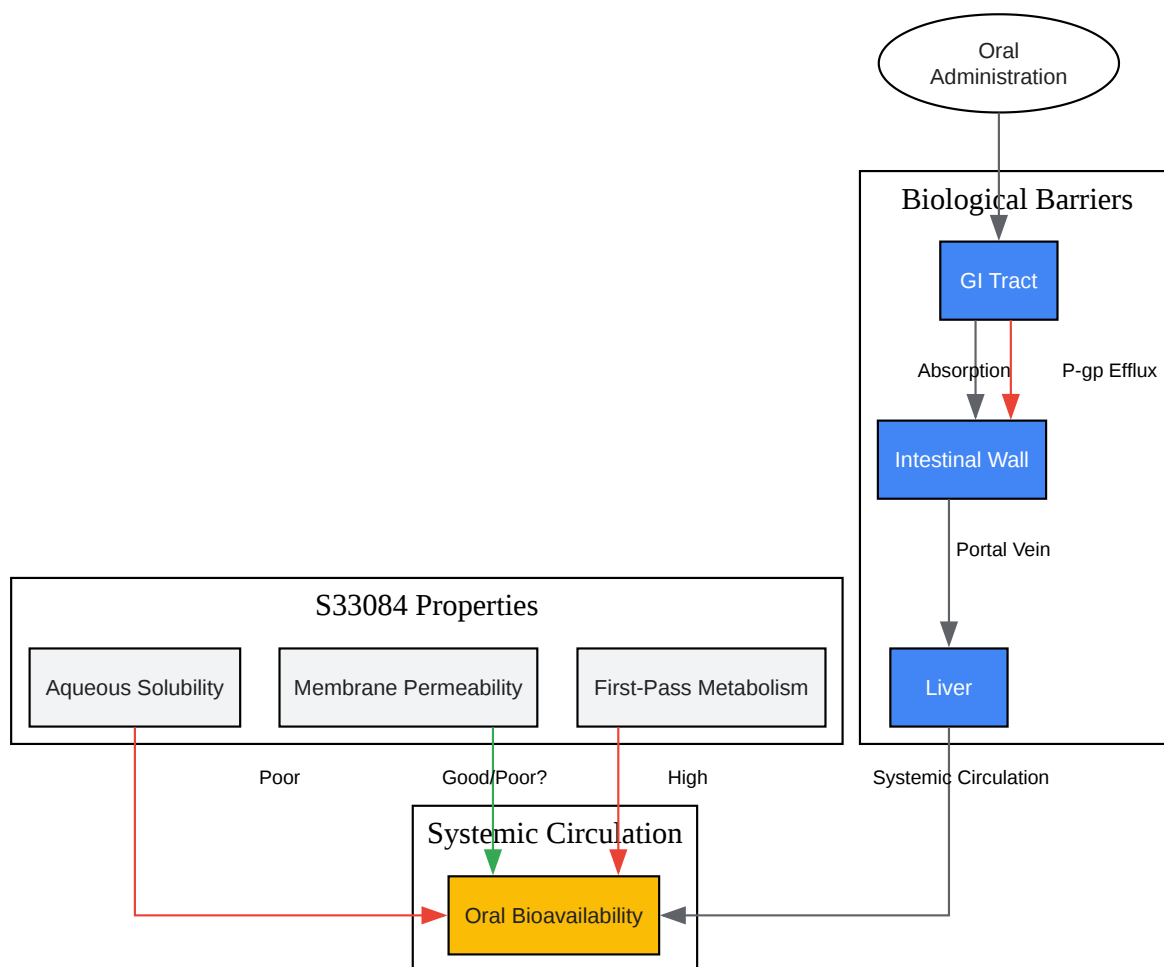 Oral
Administration
Biological Barriers
GI Tract
Absorption
P-gp Efflux
Intestinal Wall
Portal Vein
S33084 Properties
Aqueous Solubility
Membrane Permeability
First-Pass Metabolism
Liver
Poor
Good/Poor?
High
Systemic Circulation
Systemic Circulation
Oral Bioavailability